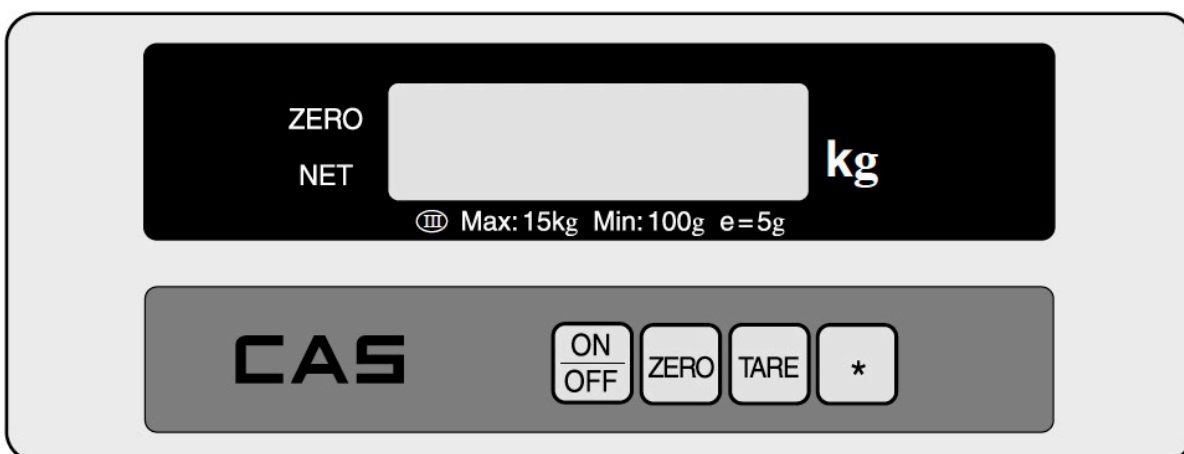 ZERO
NET
kg
Ⅲ Max: 15kg Min: 100g e=5g
CAS
ON
OFF
ZERO
TARE
*